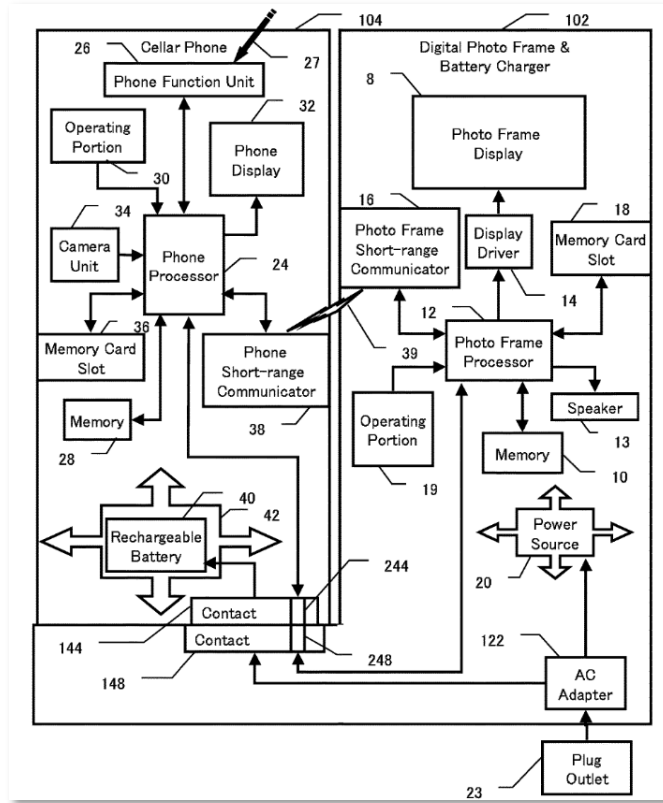 104
102
26
Cellar Phone
27
Digital Photo Frame &
Battery Charger
Phone Function Unit
8
32
Operating
Portion
Photo Frame
Display
Phone
Display
30
16
34
18
Photo Frame
Short-range
Communicator
Camera
Unit
Phone
Processor
24
Display
Driver
Memory Card
Slot
12
14
36
Memory Card
Slot
Phone
Short-range
Communicator
39
Photo Frame
Processor
Memory
28
38
Operating
Portion
19
Speaker
13
Memory
10
40
42
Rechargeable
Battery
Power
Source
20
244
Contact
144
Contact
248
148
122
AC
Adapter
Plug
Outlet
23